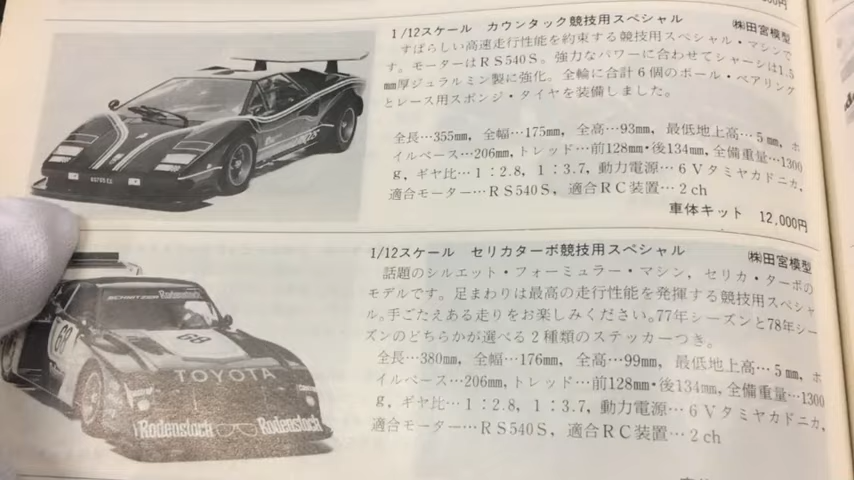 1/12スケール カウンタック競技用スペシャル ㈱田宮模型
すばらしい高速走行性能を約束する競技用スペシャル・マシンで
す。モーターはRS540S。強力なパワーに合わせてシャーシは1.5
㎜厚ジュラルミン製に強化。全輪に合計6個のボール・ベアリング
とレース用スポンジ・タイヤを装備しました。
全長…355㎜, 全幅…175㎜, 全高…93㎜, 最低地上高…5㎜, ホ
イルベース…206㎜, トレッド…前128㎜・後134㎜, 全備重量…1300
g, ギヤ比…1:2.8, 1:3.7, 動力電源…6Vタミヤカドニカ,
適合モーター…RS540S, 適合RC装置…2ch
車体キット 12,000円
1/12スケール セリカターボ競技用スペシャル ㈱田宮模型
話題のシルエット・フォーミュラー・マシン, セリカ・ターボの
モデルです。足まわりは最高の走行性能を発揮する競技用スペシャ
ル。手ごたえある走りをお楽しみください。77年シーズンと78年シー
ズンのどちらかが選べる2種類のステッカーつき。
全長…380㎜, 全幅…176㎜, 全高…99㎜, 最低地上高…5㎜, ホ
イルベース…206㎜, トレッド…前128㎜・後134㎜, 全備重量…1300
g, ギヤ比…1:2.8, 1:3.7, 動力電源…6Vタミヤカドニカ,
適合モーター…RS540S, 適合RC装置…2ch
SCHNITZER Rodenstock
68
68
TOYOTA
Rodenstock Rodenstock